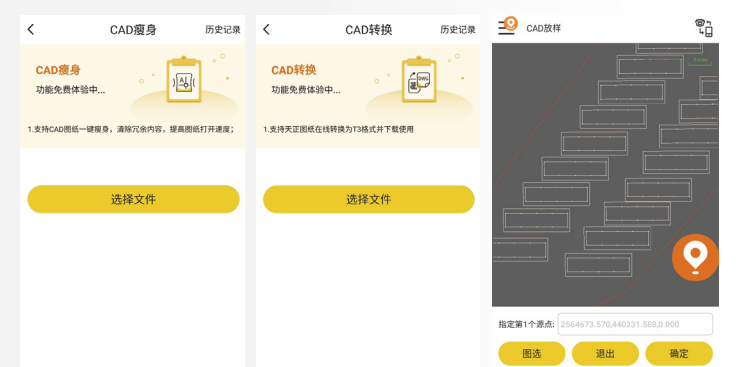 CAD瘦身
历史记录
CAD瘦身
功能免费体验中...
1.支持CAD图纸一键瘦身，清除冗余内容，提高图纸打开速度；
选择文件
CAD转换
历史记录
CAD转换
功能免费体验中...
DWG
1.支持天正图纸在线转换为T3格式并下载使用
选择文件
CAD放样
指定第1个源点:
2564673.570,440331.588,0.000
图选
退出
确定